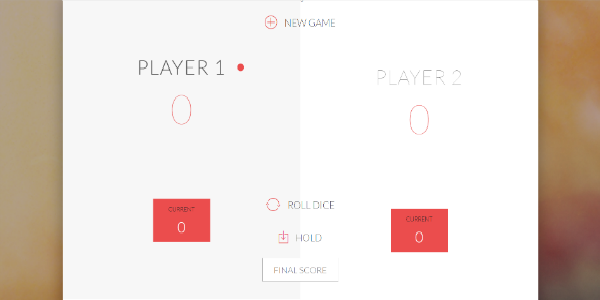 NEW GAME
PLAYER 1
0
PLAYER 2
0
CURRENT
0
ROLL DICE
HOLD
FINAL SCORE
CURRENT
0